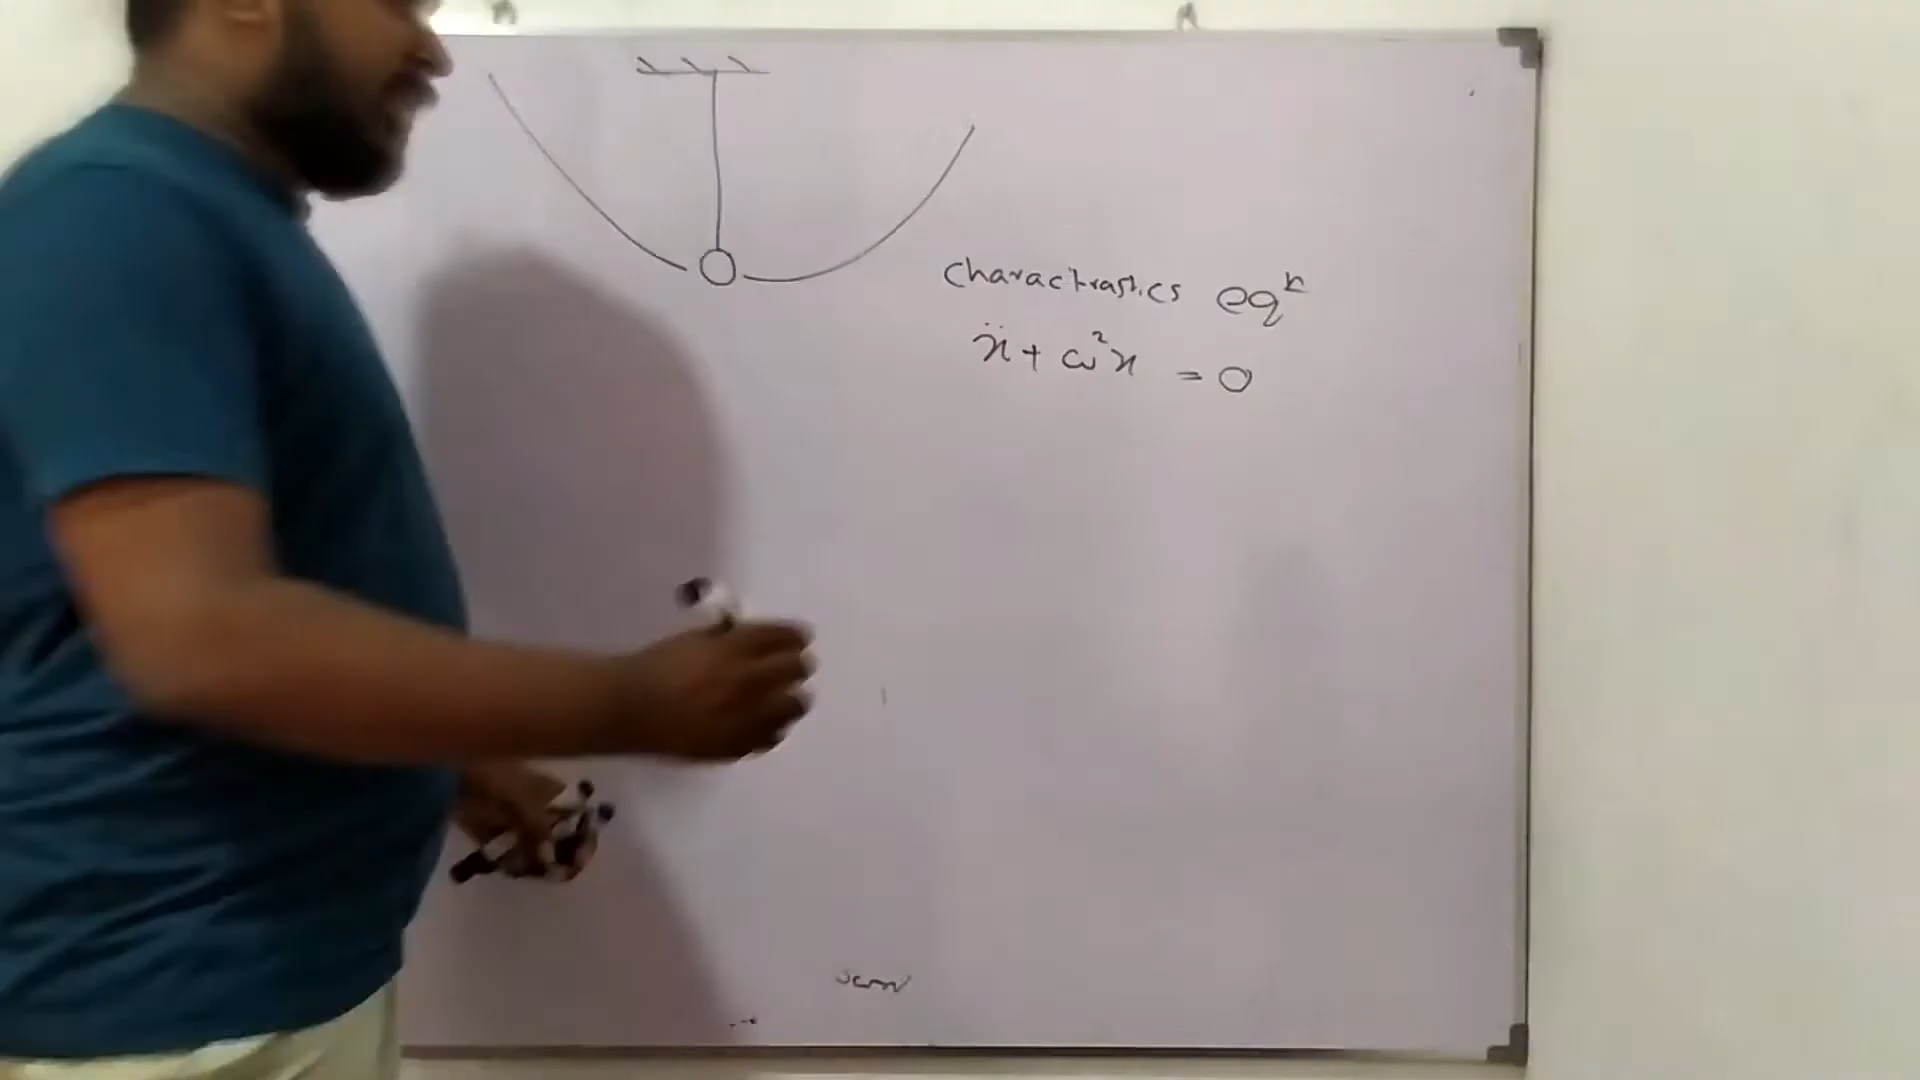 Charactrastics eqⁿ
ẍ + ω²x = 0